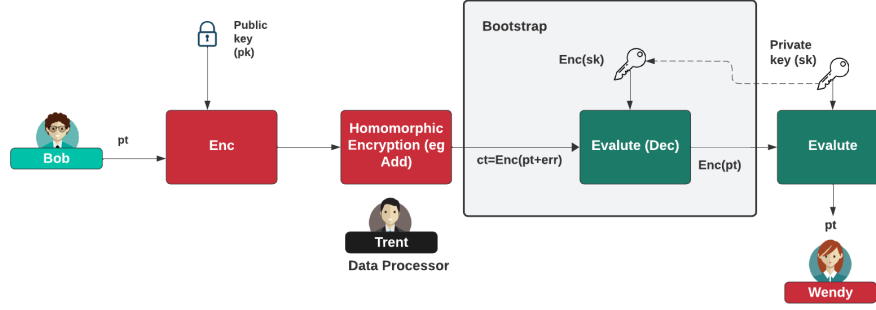 Public
key
(pk)
Bootstrap
Enc(sk)
Private
key (sk)
Bob
pt
Enc
Homomorphic
Encryption (eg
Add)
ct=Enc(pt+err)
Evalute (Dec)
Enc(pt)
Evalute
Trent
Data Processor
pt
Wendy